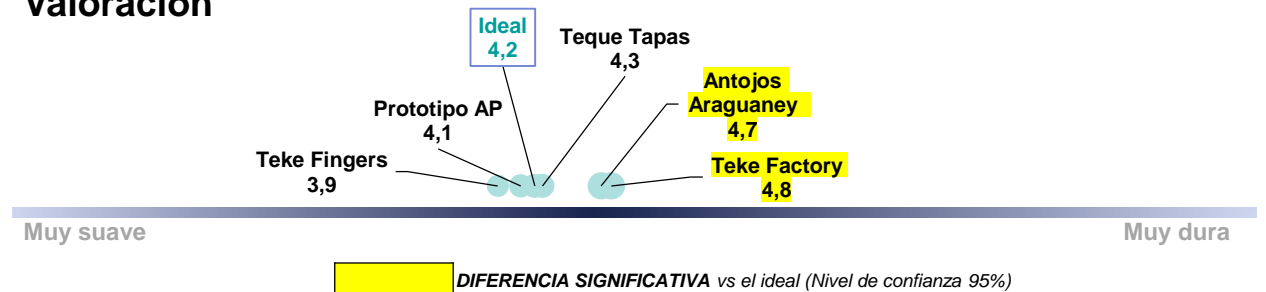 Valoración
Ideal
4,2
Teque Tapas
4,3
Antojos
Araguaney
4,7
Prototipo AP
4,1
Teke Fingers
3,9
Teke Factory
4,8
Muy suave
Muy dura
DIFERENCIA SIGNIFICATIVA vs el ideal (Nivel de confianza 95%)